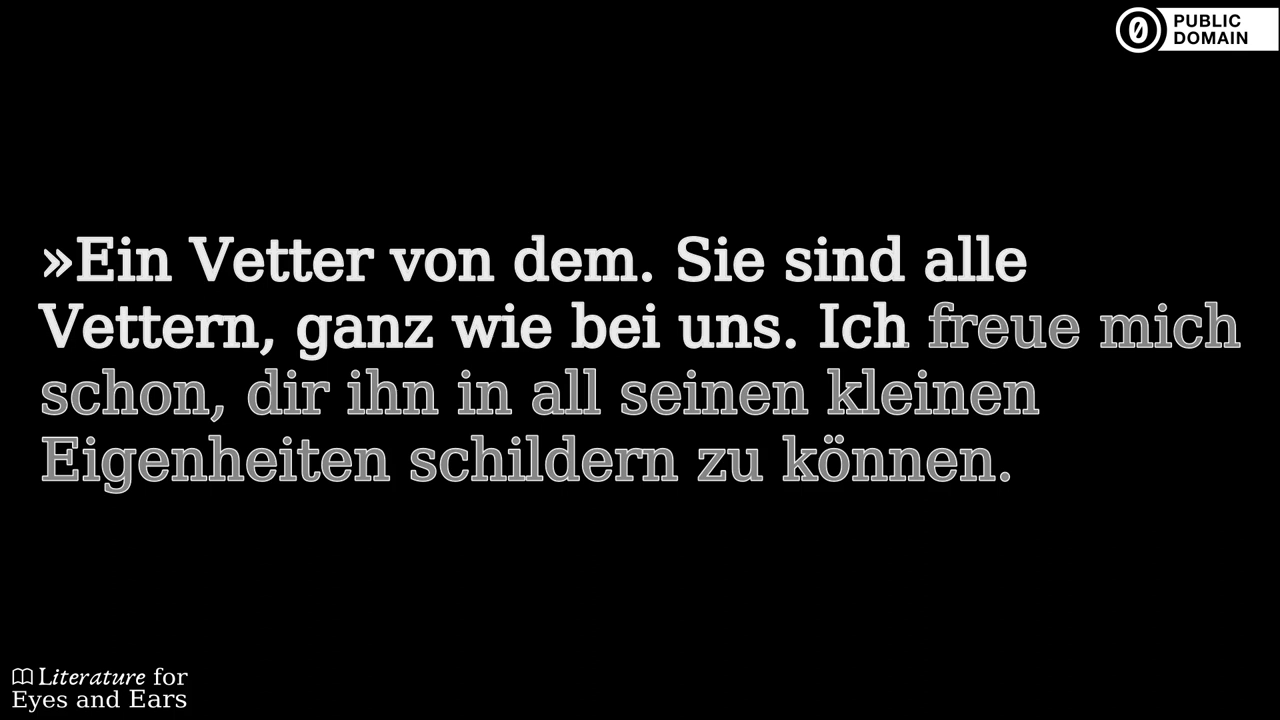 PUBLIC
DOMAIN
»Ein Vetter von dem. Sie sind alle
Vettern, ganz wie bei uns. Ich freue mich
schon, dir ihn in all seinen kleinen
Eigenheiten schildern zu können.
Literature for
Eyes and Ears